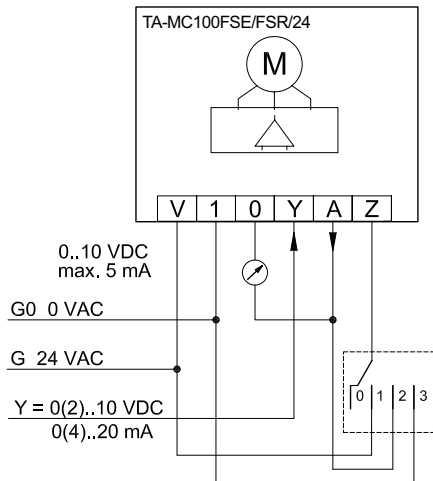 TA-MC100FSE/FSR/24
M
V 1 0 Y A Z
0..10 VDC
max. 5 mA
G0 0 VAC
G 24 VAC
0 1 2 3
Y = 0(2)..10 VDC
0(4)..20 mA